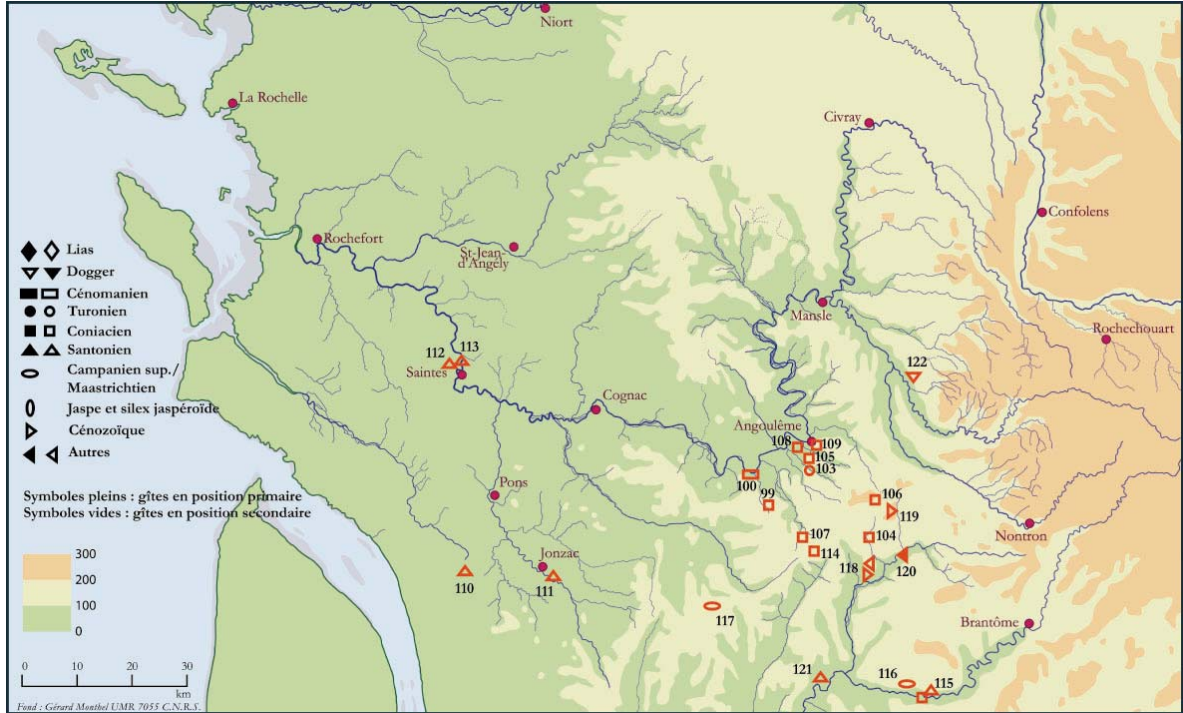 Niort
La Rochelle
Civray
Confolens
Rochefort
St-Jean-
d'Angély
Lias
Dogger
Cénomanien
Turonien
Coniacien
Santonien
Campanien sup./
Maastrichtien
Jaspe et silex jaspéroïde
Cénozoïque
Autres
Symboles pleins : gîtes en position primaire
Symboles vides : gîtes en position secondaire
300
200
100
0
0 10 20 30
km
Fond : Gérard Monthel UMR 7055 C.N.R.S.
Mansle
Rochechouart
112
113
Saintes
122
Cognac
Angoulême
108
109
105
103
100
99
106
119
Pons
107
114
104
Nontron
118
120
Jonzac
110
111
117
Brantôme
121
116
115